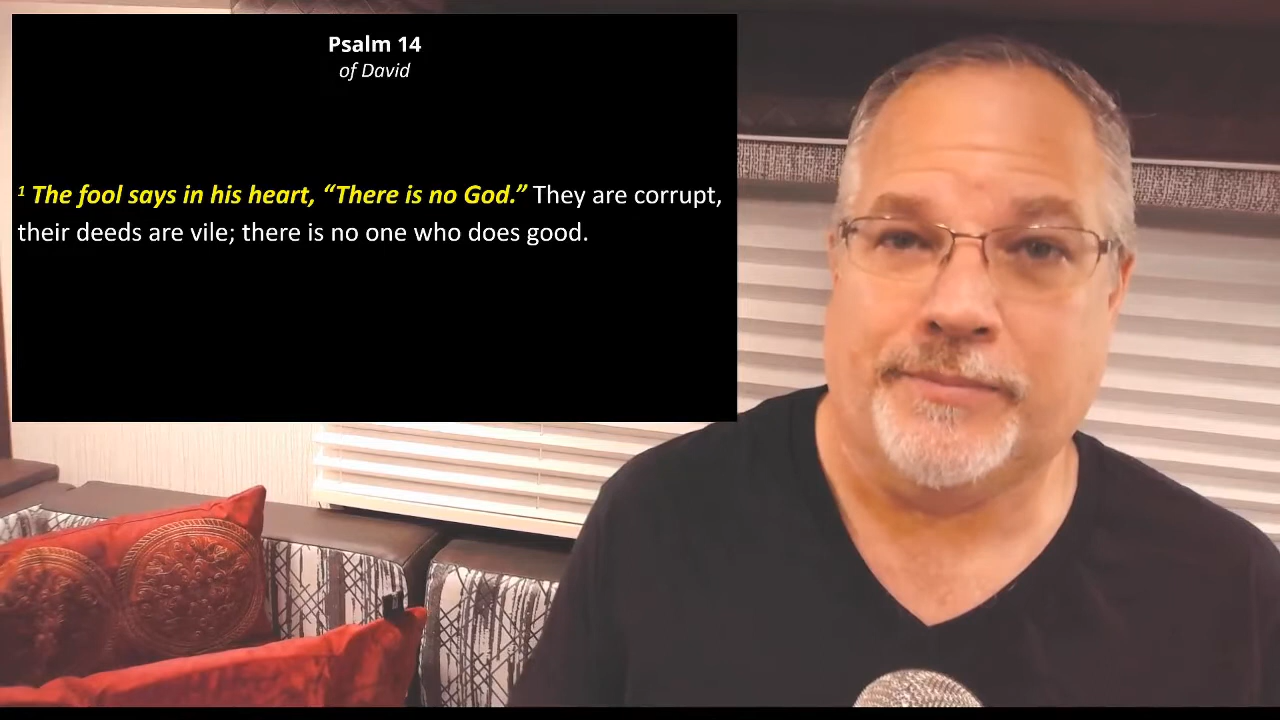 Psalm 14
of David
¹ The fool says in his heart, “There is no God.” They are corrupt,
their deeds are vile; there is no one who does good.